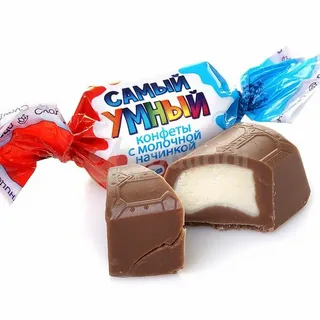 САМЫЙ
УМНЫЙ
конфеты
с молочной
начинкой